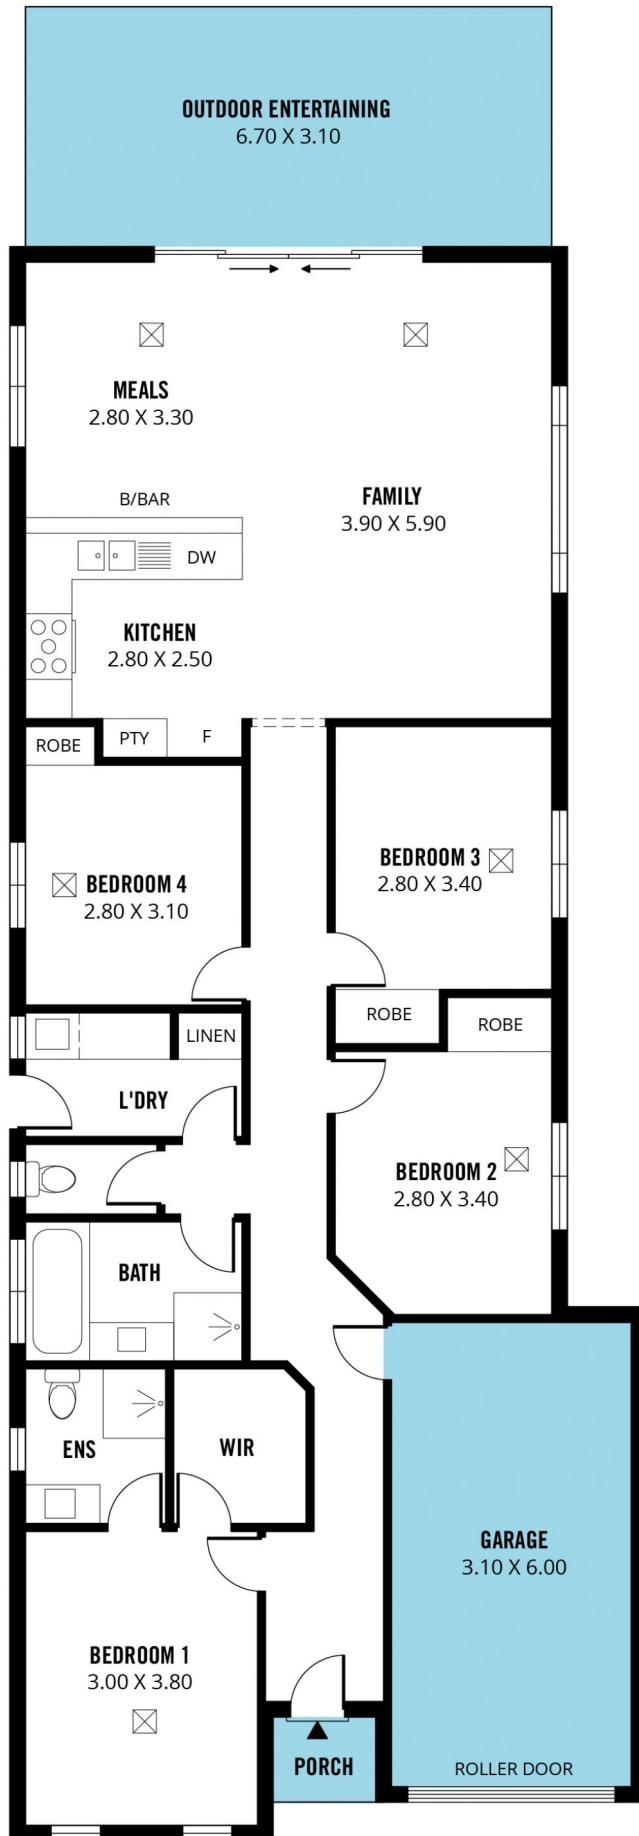 OUTDOOR ENTERTAINING
6.70 X 3.10
MEALS
2.80 X 3.30
B/BAR
FAMILY
3.90 X 5.90
DW
KITCHEN
2.80 X 2.50
ROBE
PTY
F
BEDROOM 4
2.80 X 3.10
BEDROOM 3
2.80 X 3.40
ROBE
ROBE
LINEN
L'DRY
BEDROOM 2
2.80 X 3.40
BATH
ENS
WIR
GARAGE
3.10 X 6.00
BEDROOM 1
3.00 X 3.80
PORCH
ROLLER DOOR